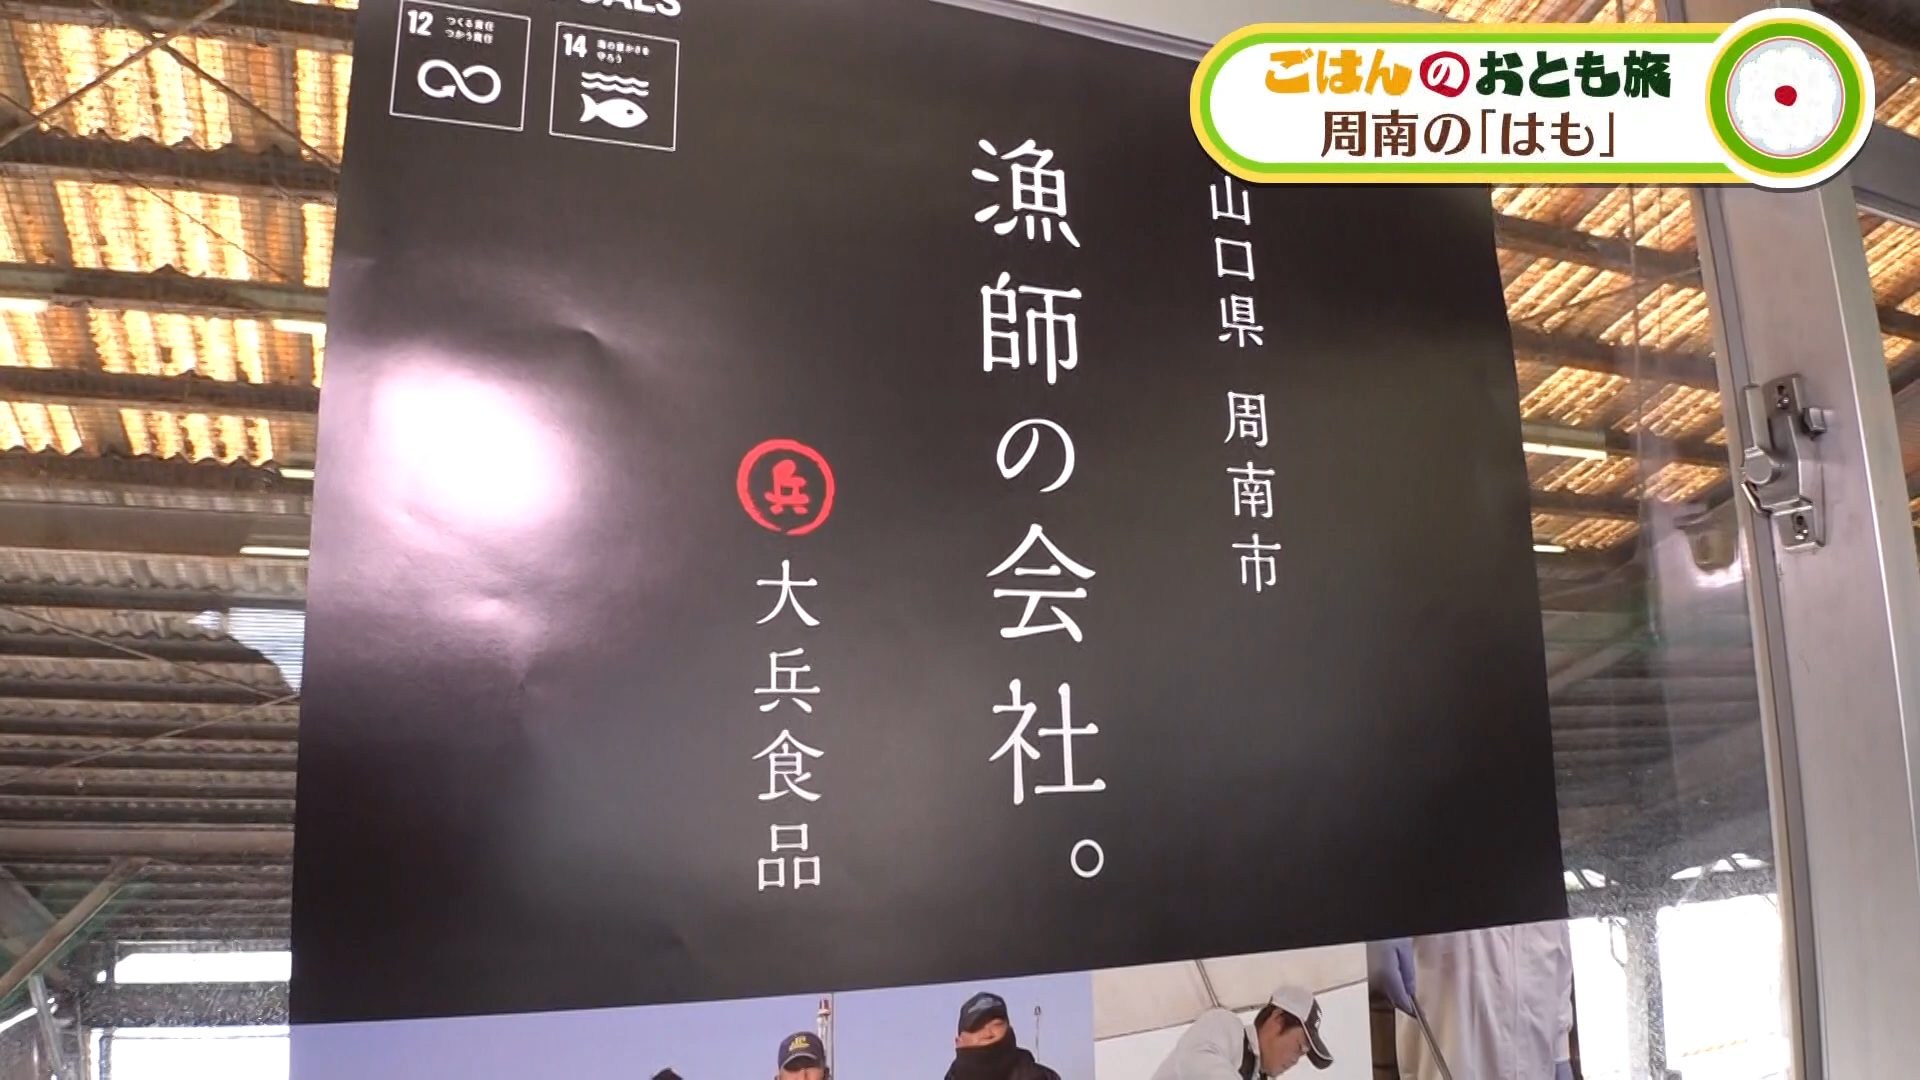 ごはんのおとも旅
周南の「はも」
山口県 周南市
漁師の会社。
兵
大兵食品
12 つくる責任
つかう責任
14 海の豊かさを
守ろう